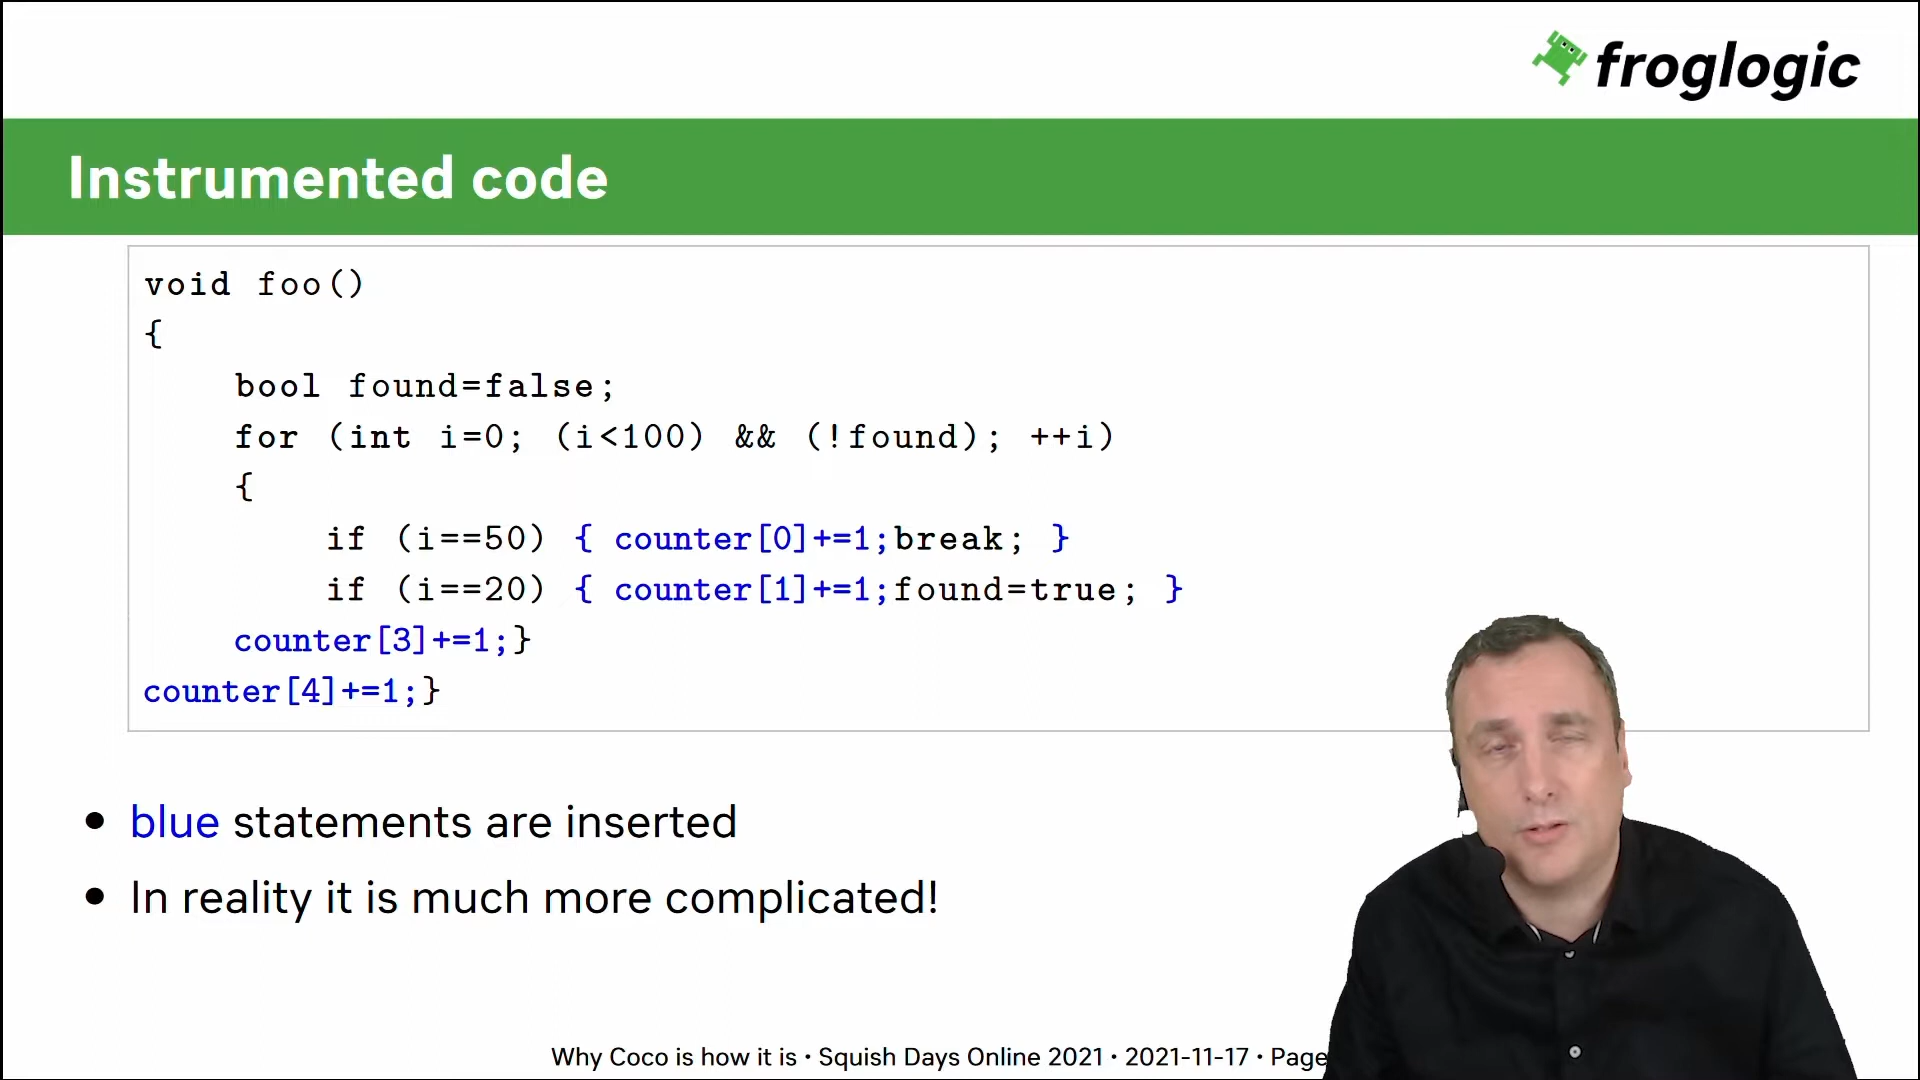 froglogic
Instrumented code
void foo()
{
bool found=false;
for (int i=0; (i<100) && (!found); ++i)
{
if (i==50) { counter[0]+=1;break; }
if (i==20) { counter[1]+=1;found=true; }
counter[3]+=1;}
counter[4]+=1;}
• blue statements are inserted
• In reality it is much more complicated!
Why Coco is how it is • Squish Days Online 2021 • 2021-11-17 • Page